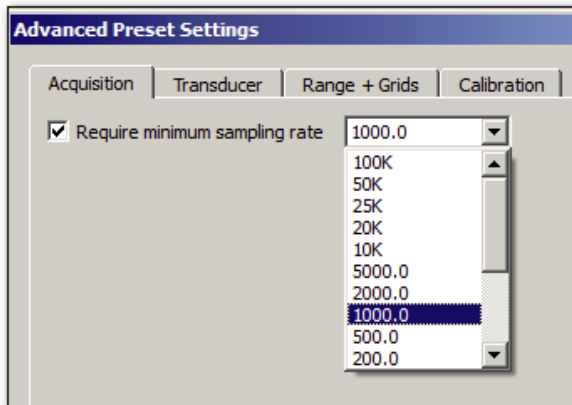 Advanced Preset Settings
Acquisition Transducer Range + Grids Calibration
Require minimum sampling rate 1000.0
100K
50K
25K
20K
10K
5000.0
2000.0
1000.0
500.0
200.0